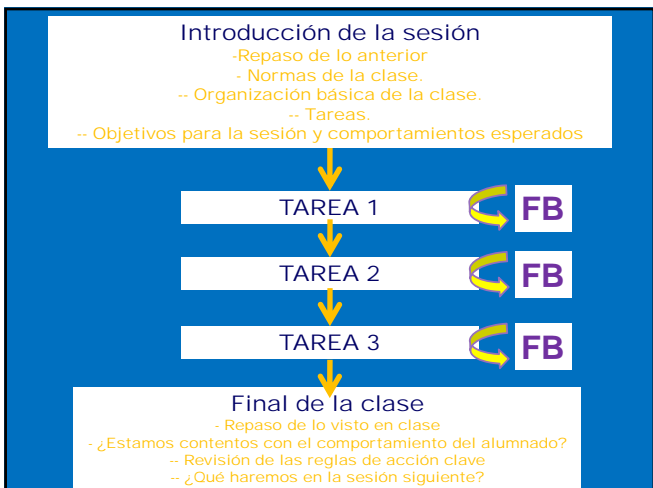 Introducción de la sesión
-Repaso de lo anterior
- Normas de la clase.
-- Organización básica de la clase.
-- Tareas.
-- Objetivos para la sesión y comportamientos esperados
TAREA 1
FB
TAREA 2
FB
TAREA 3
FB
Final de la clase
- Repaso de lo visto en clase
- ¿Estamos contentos con el comportamiento del alumnado?
-- Revisión de las reglas de acción clave
-- ¿Qué haremos en la sesión siguiente?